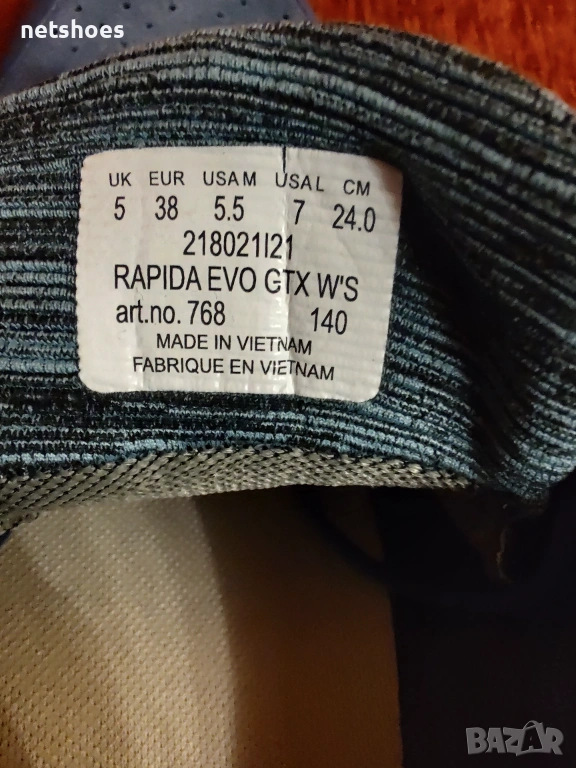 netshoes
UK EUR USA M USA L CM
5 38 5.5 7 24.0
218021I21
RAPIDA EVO GTX W'S
art.no. 768 140
MADE IN VIETNAM
FABRIQUE EN VIETNAM
BAZAR